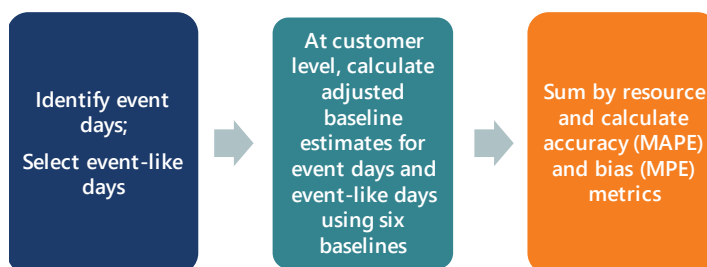 Identify event
days;
Select event-like
days
At customer
level, calculate
adjusted
baseline
estimates for
event days and
event-like days
using six
baselines
Sum by resource
and calculate
accuracy (MAPE)
and bias (MPE)
metrics